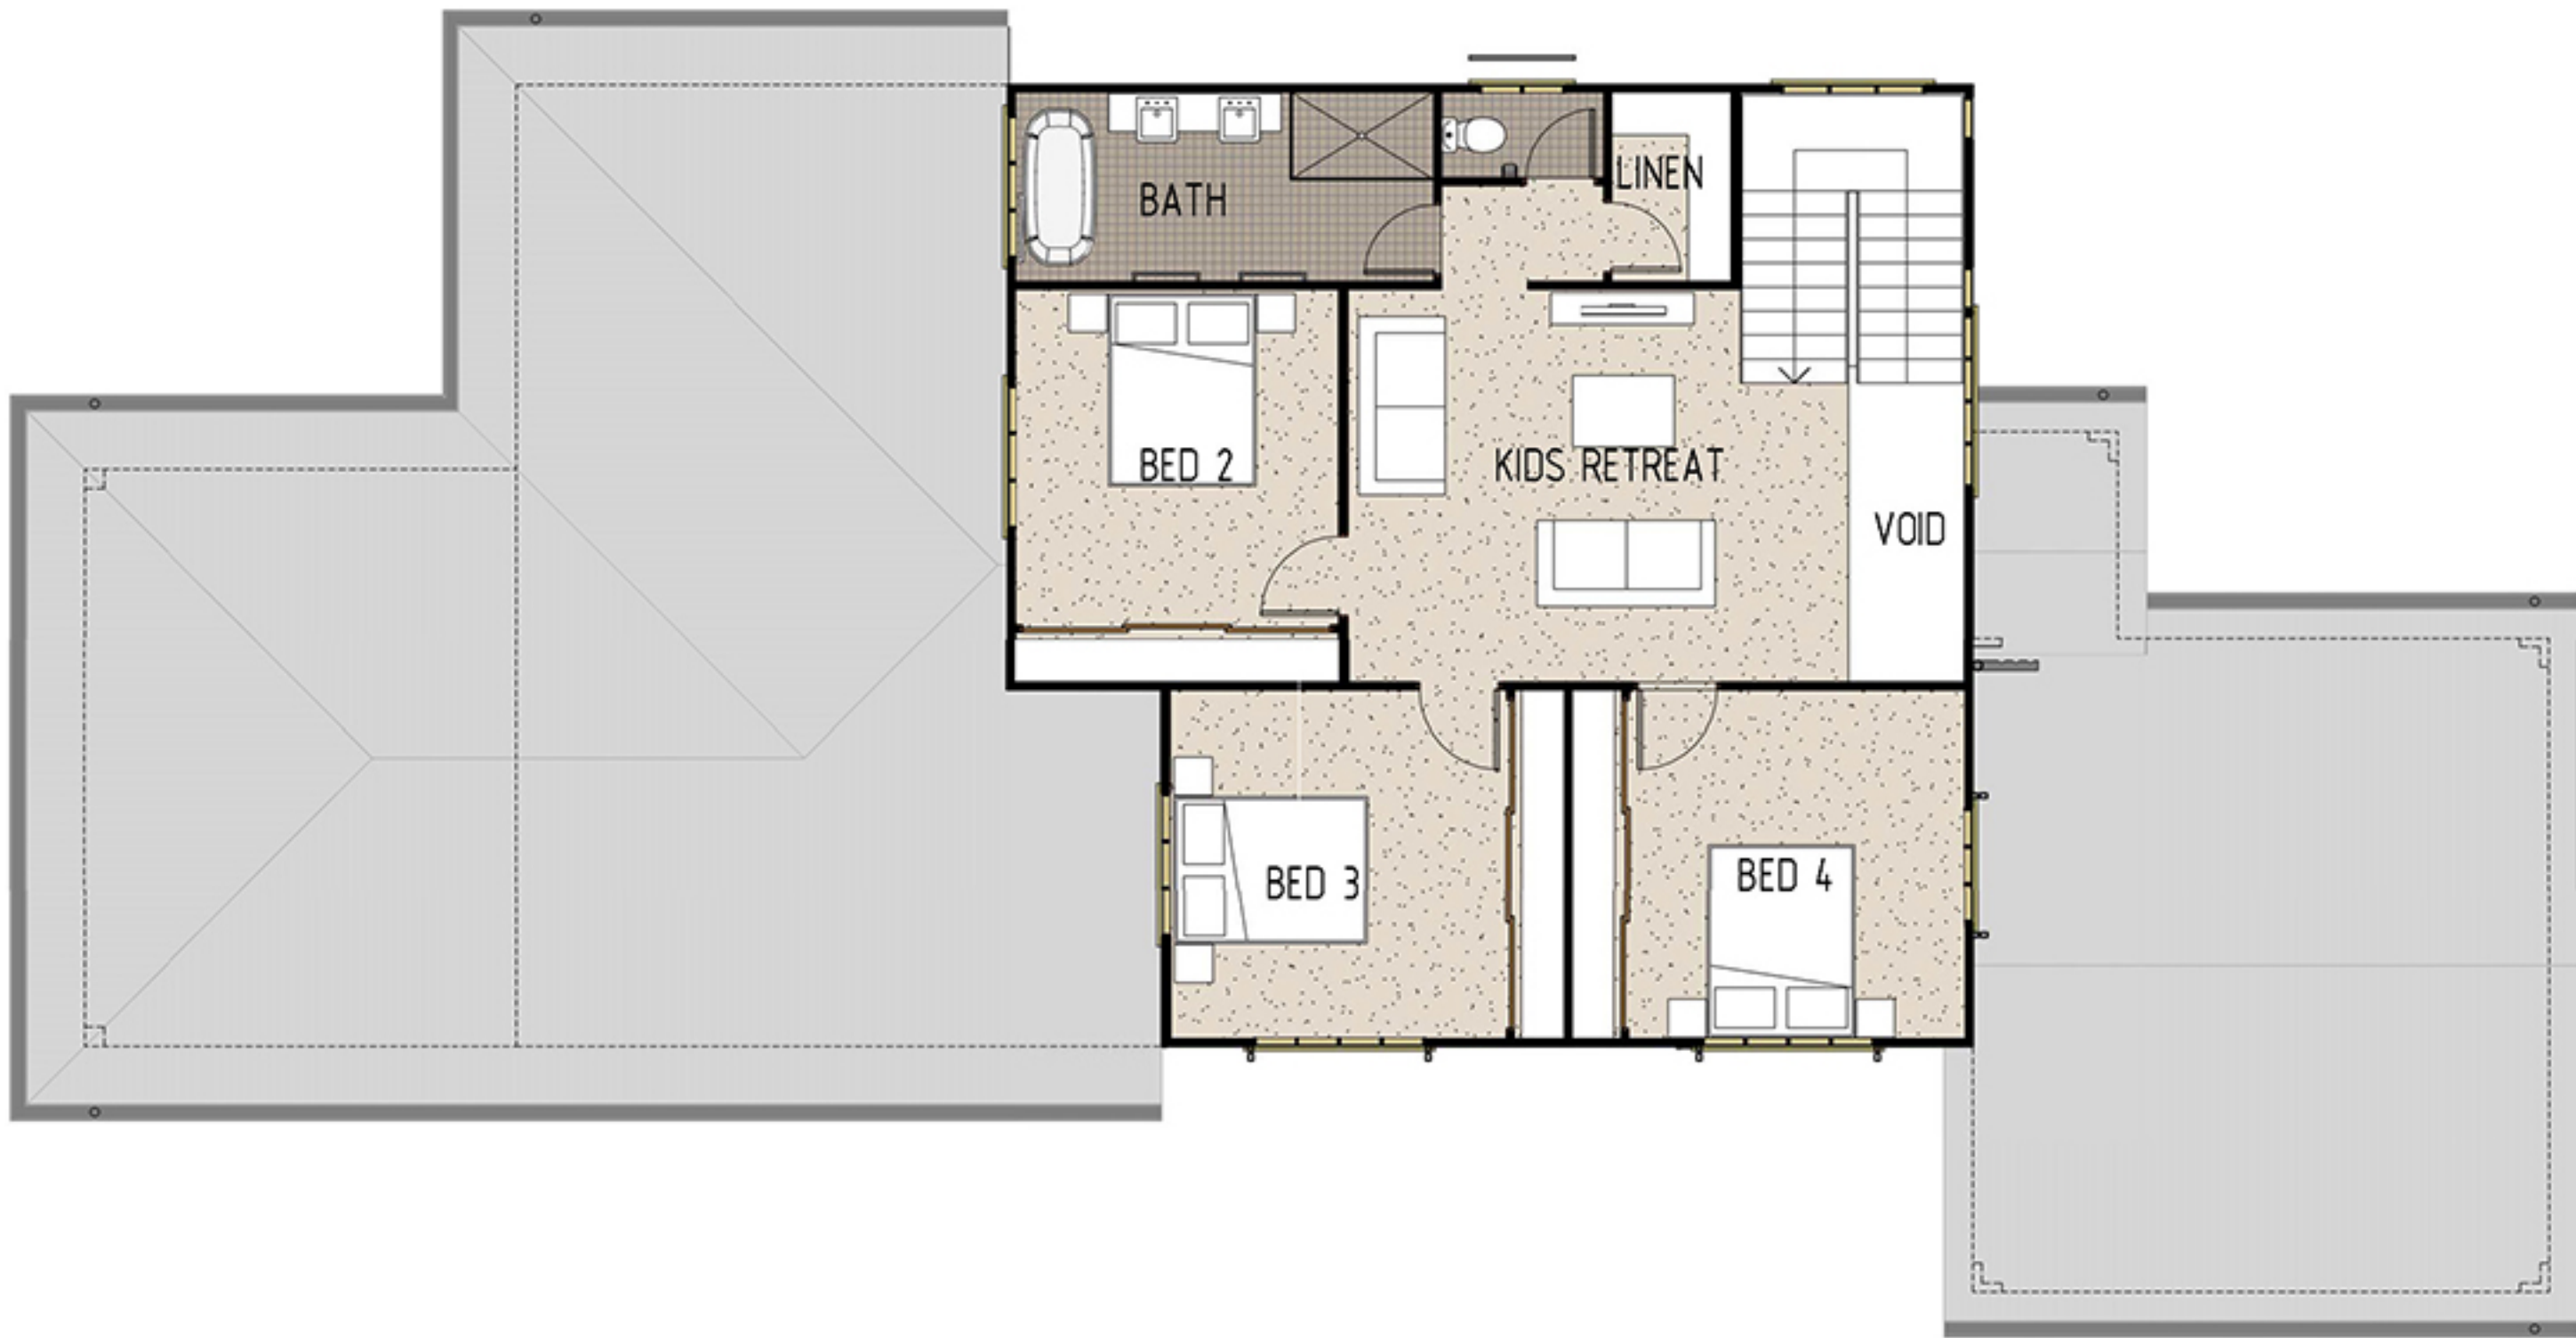 BATH
LINEN
BED 2
KIDS RETREAT
VOID
BED 3
BED 4